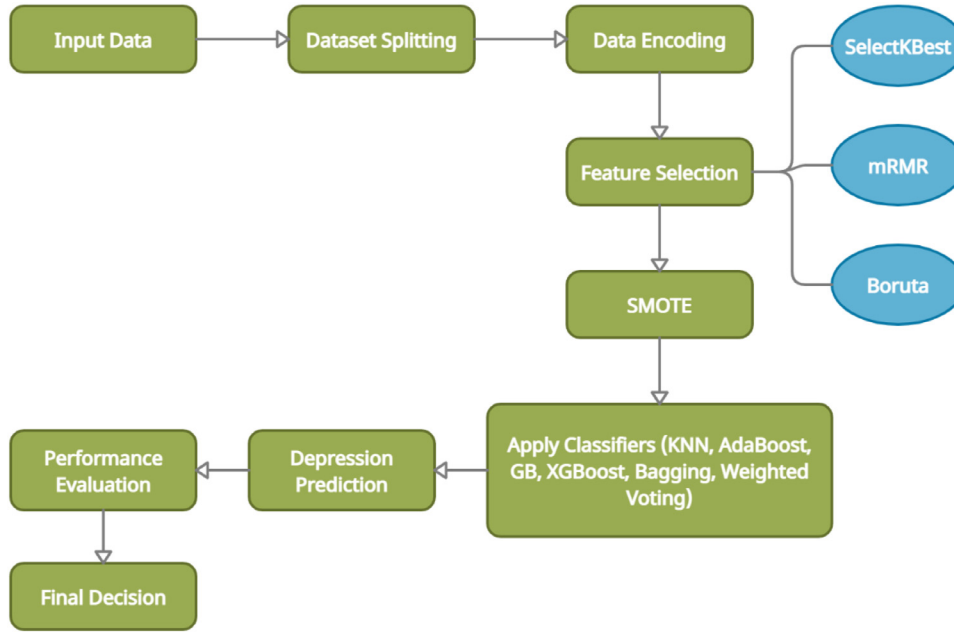 Input Data
Dataset Splitting
Data Encoding
SelectKBest
Feature Selection
mRMR
Boruta
SMOTE
Apply Classifiers (KNN, AdaBoost,
GB, XGBoost, Bagging, Weighted
Voting)
Depression
Prediction
Performance
Evaluation
Final Decision